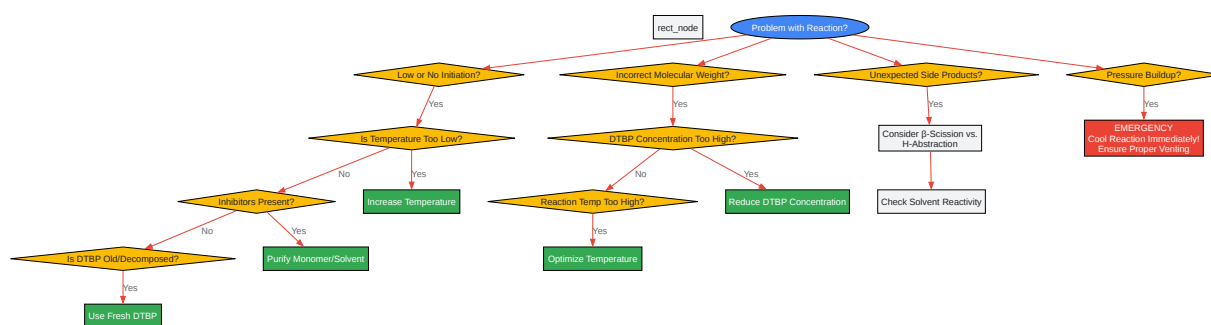 rect_node
Problem with Reaction?
Low or No Initiation?
Incorrect Molecular Weight?
Unexpected Side Products?
Pressure Buildup?
Yes
Yes
Yes
Yes
Is Temperature Too Low?
DTBP Concentration Too High?
Consider β-Scission vs.
H-Abstraction
EMERGENCY
Cool Reaction Immediately!
Ensure Proper Venting
No
Yes
No
Yes
Inhibitors Present?
Increase Temperature
Reaction Temp Too High?
Reduce DTBP Concentration
Check Solvent Reactivity
No
Yes
Yes
Is DTBP Old/Decomposed?
Purify Monomer/Solvent
Optimize Temperature
Yes
Use Fresh DTBP